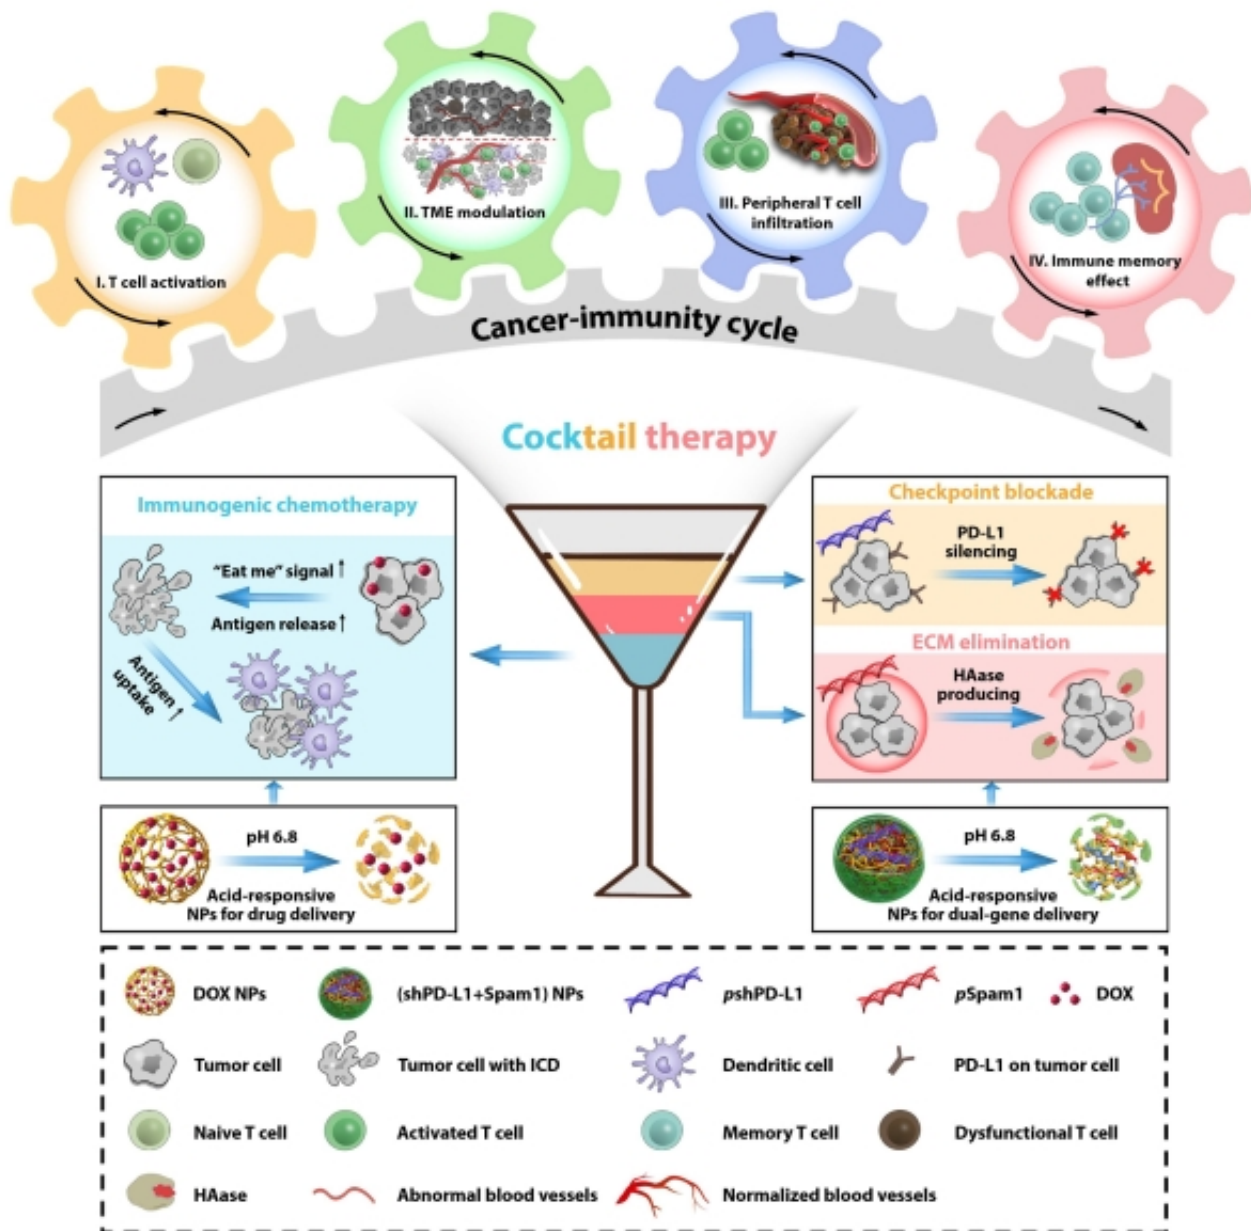 I. T cell activation
II. TME modulation
III. Peripheral T cell
infiltration
IV. Immune memory
effect
Cancer-immunity cycle
Cocktail therapy
Immunogenic chemotherapy
"Eat me" signal ↑
Antigen release ↑
Antigen ↑
uptake
pH 6.8
Acid-responsive
NPs for drug delivery
Checkpoint blockade
PD-L1
silencing
ECM elimination
HAase
producing
pH 6.8
Acid-responsive
NPs for dual-gene delivery
DOX NPs
(shPD-L1+Spam1) NPs
pshPD-L1
pSpam1
DOX
Tumor cell
Tumor cell with ICD
Dendritic cell
PD-L1 on tumor cell
Naive T cell
Activated T cell
Memory T cell
Dysfunctional T cell
HAase
Abnormal blood vessels
Normalized blood vessels